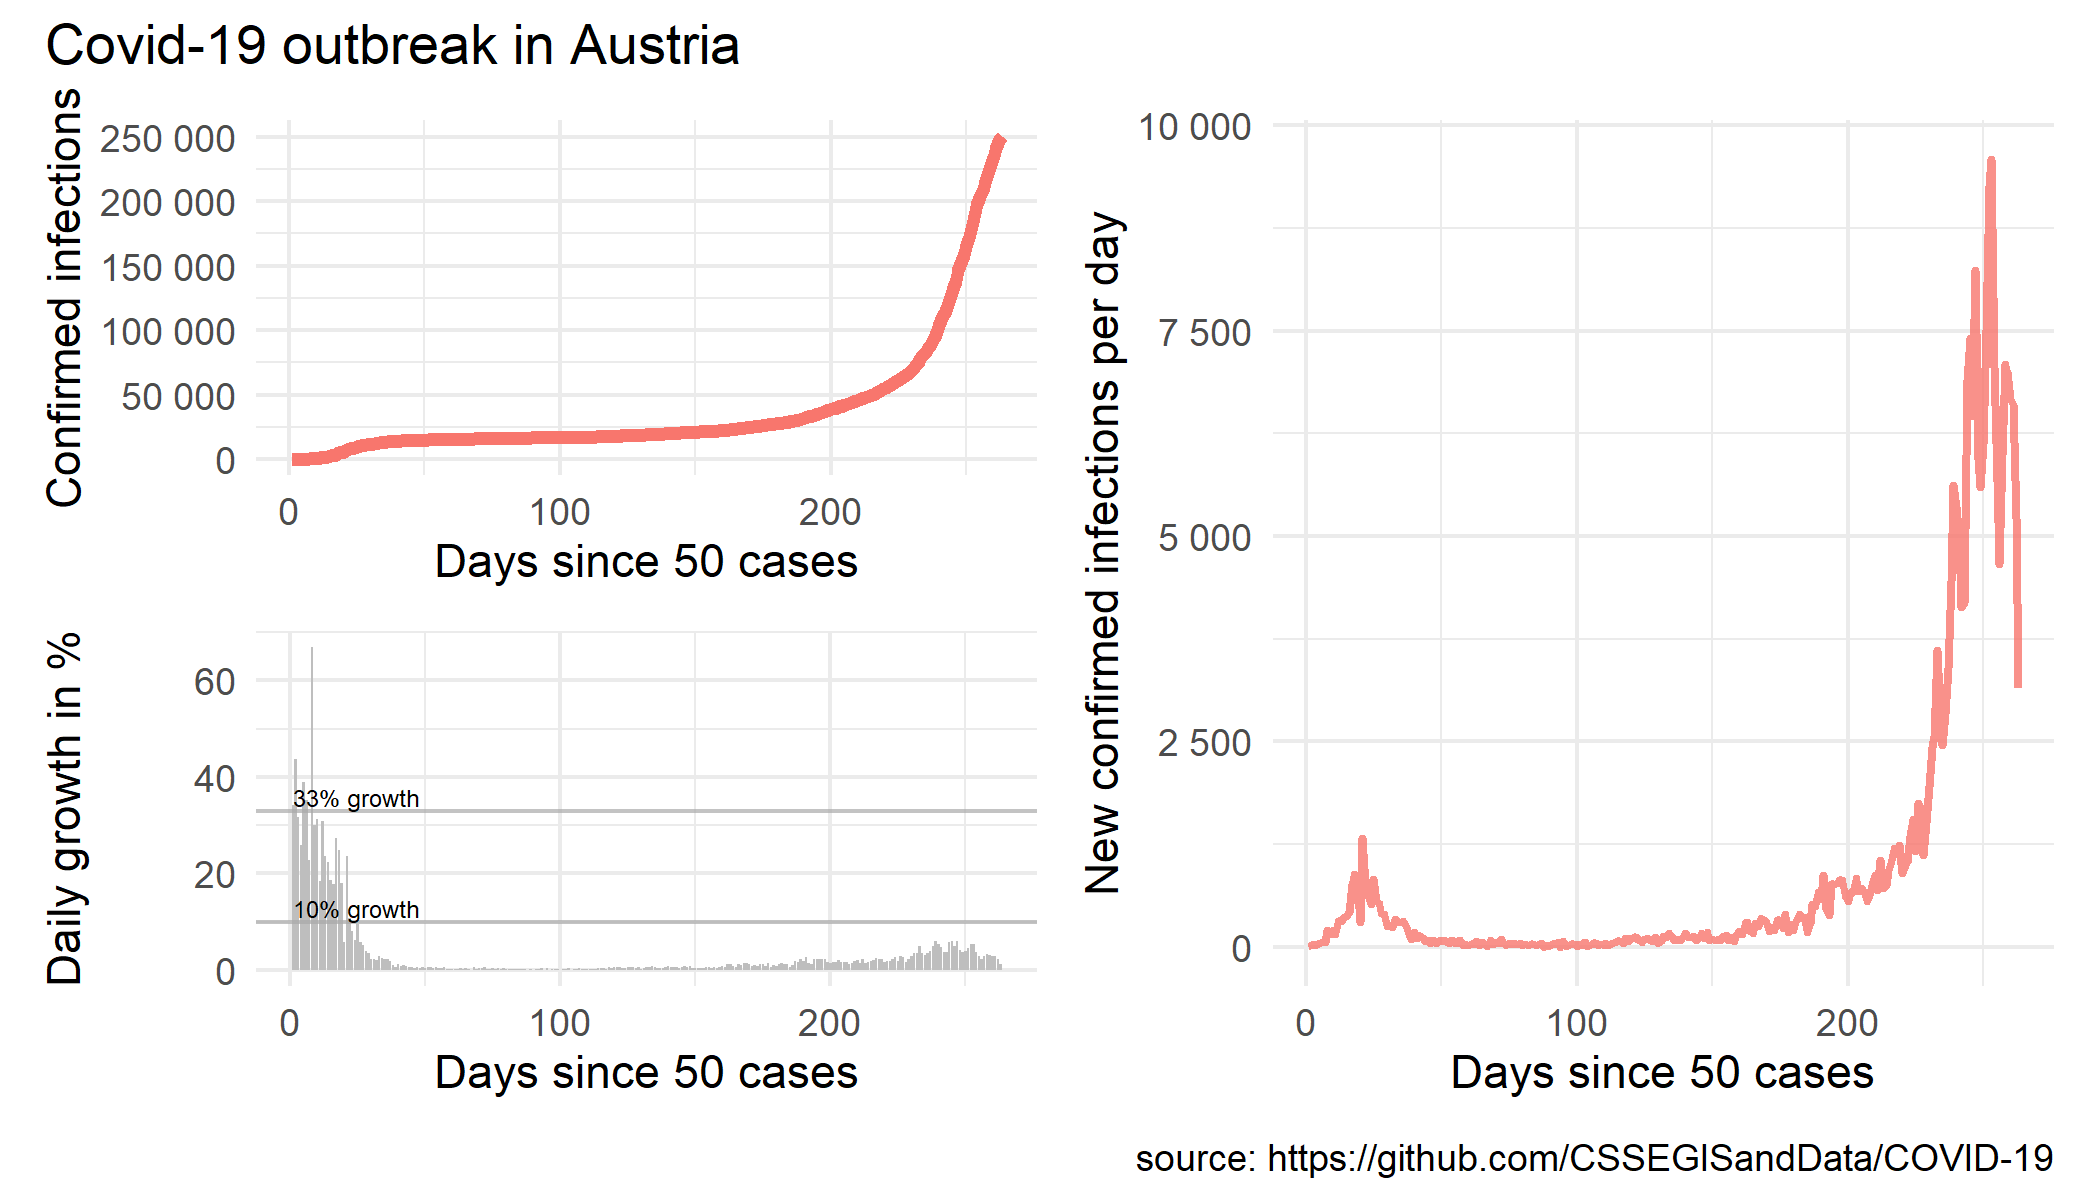 Covid-19 outbreak in Austria
Confirmed infections
250 000
200 000
150 000
100 000
50 000
0
0 100 200
Days since 50 cases
Daily growth in %
60
40
20
0
33% growth
10% growth
0 100 200
Days since 50 cases
New confirmed infections per day
10 000
7 500
5 000
2 500
0
0 100 200
Days since 50 cases
source: https://github.com/CSSEGISandData/COVID-19